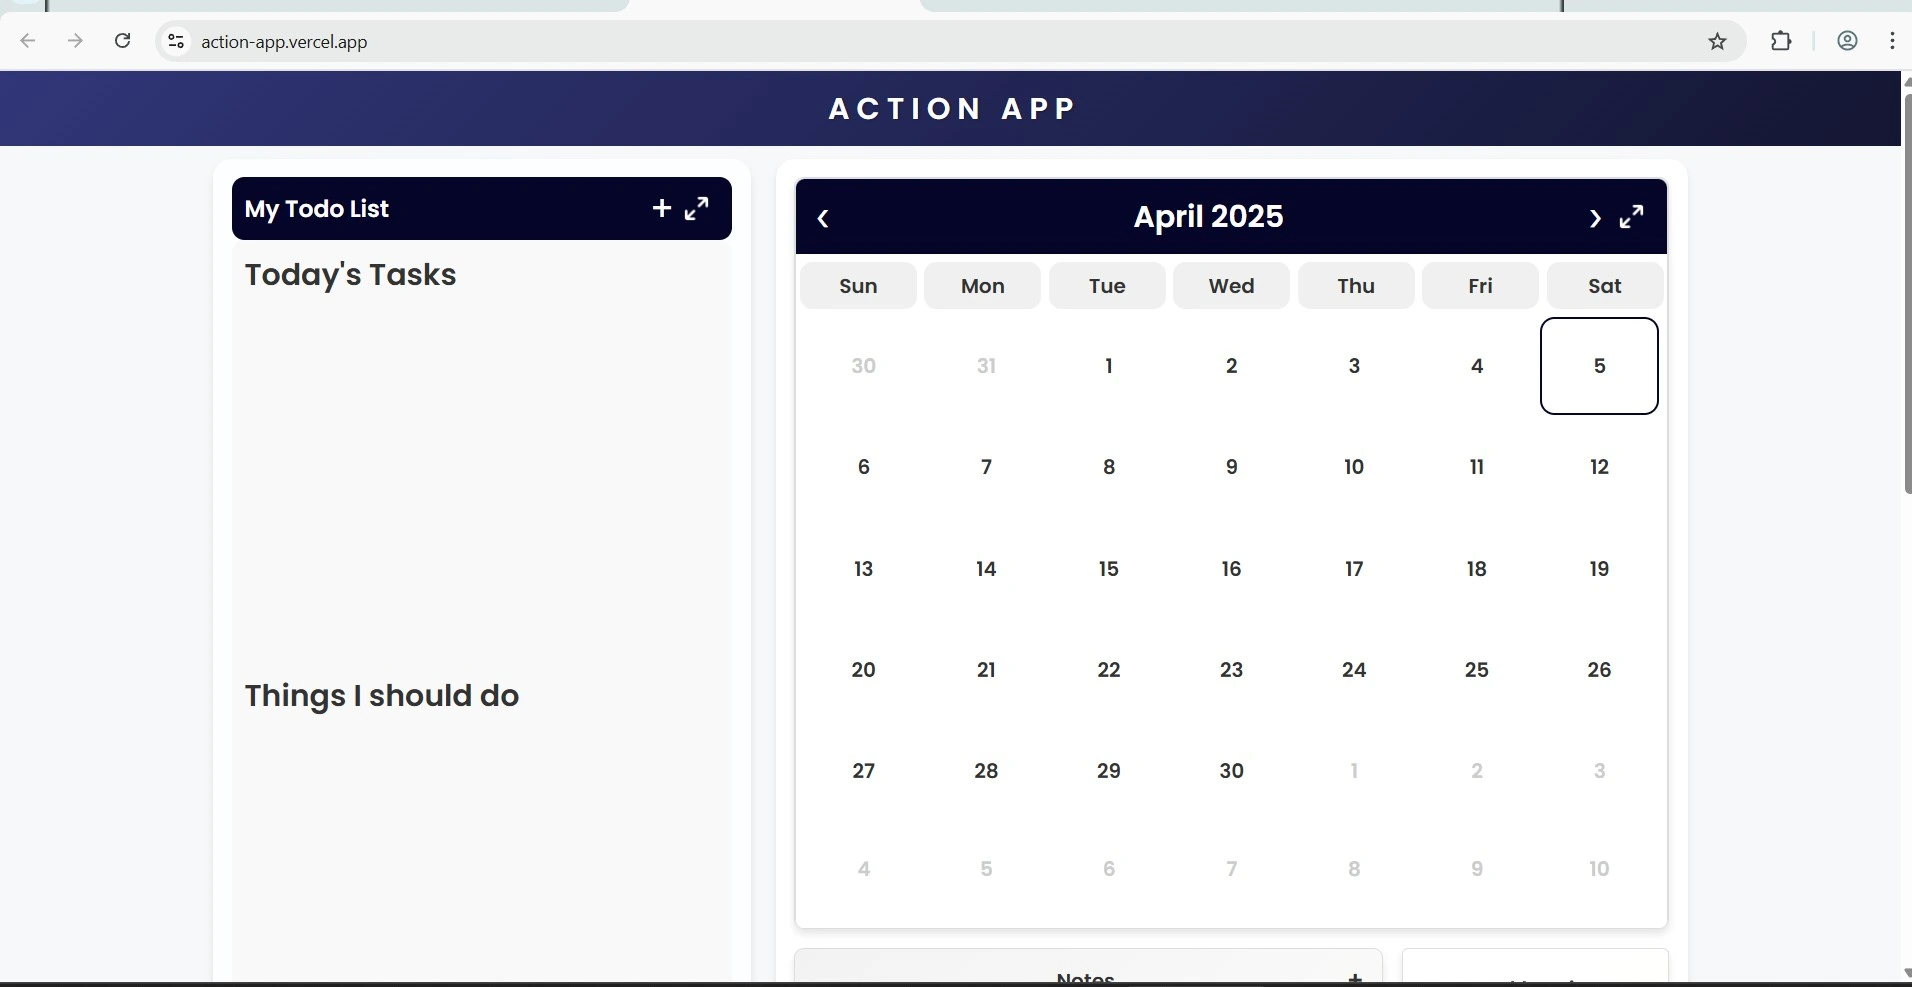 action-app.vercel.app
ACTION APP
My Todo List
Today's Tasks
Things I should do
April 2025
Sun Mon Tue Wed Thu Fri Sat
30 31 1 2 3 4 5
6 7 8 9 10 11 12
13 14 15 16 17 18 19
20 21 22 23 24 25 26
27 28 29 30 1 2 3
4 5 6 7 8 9 10
Notes